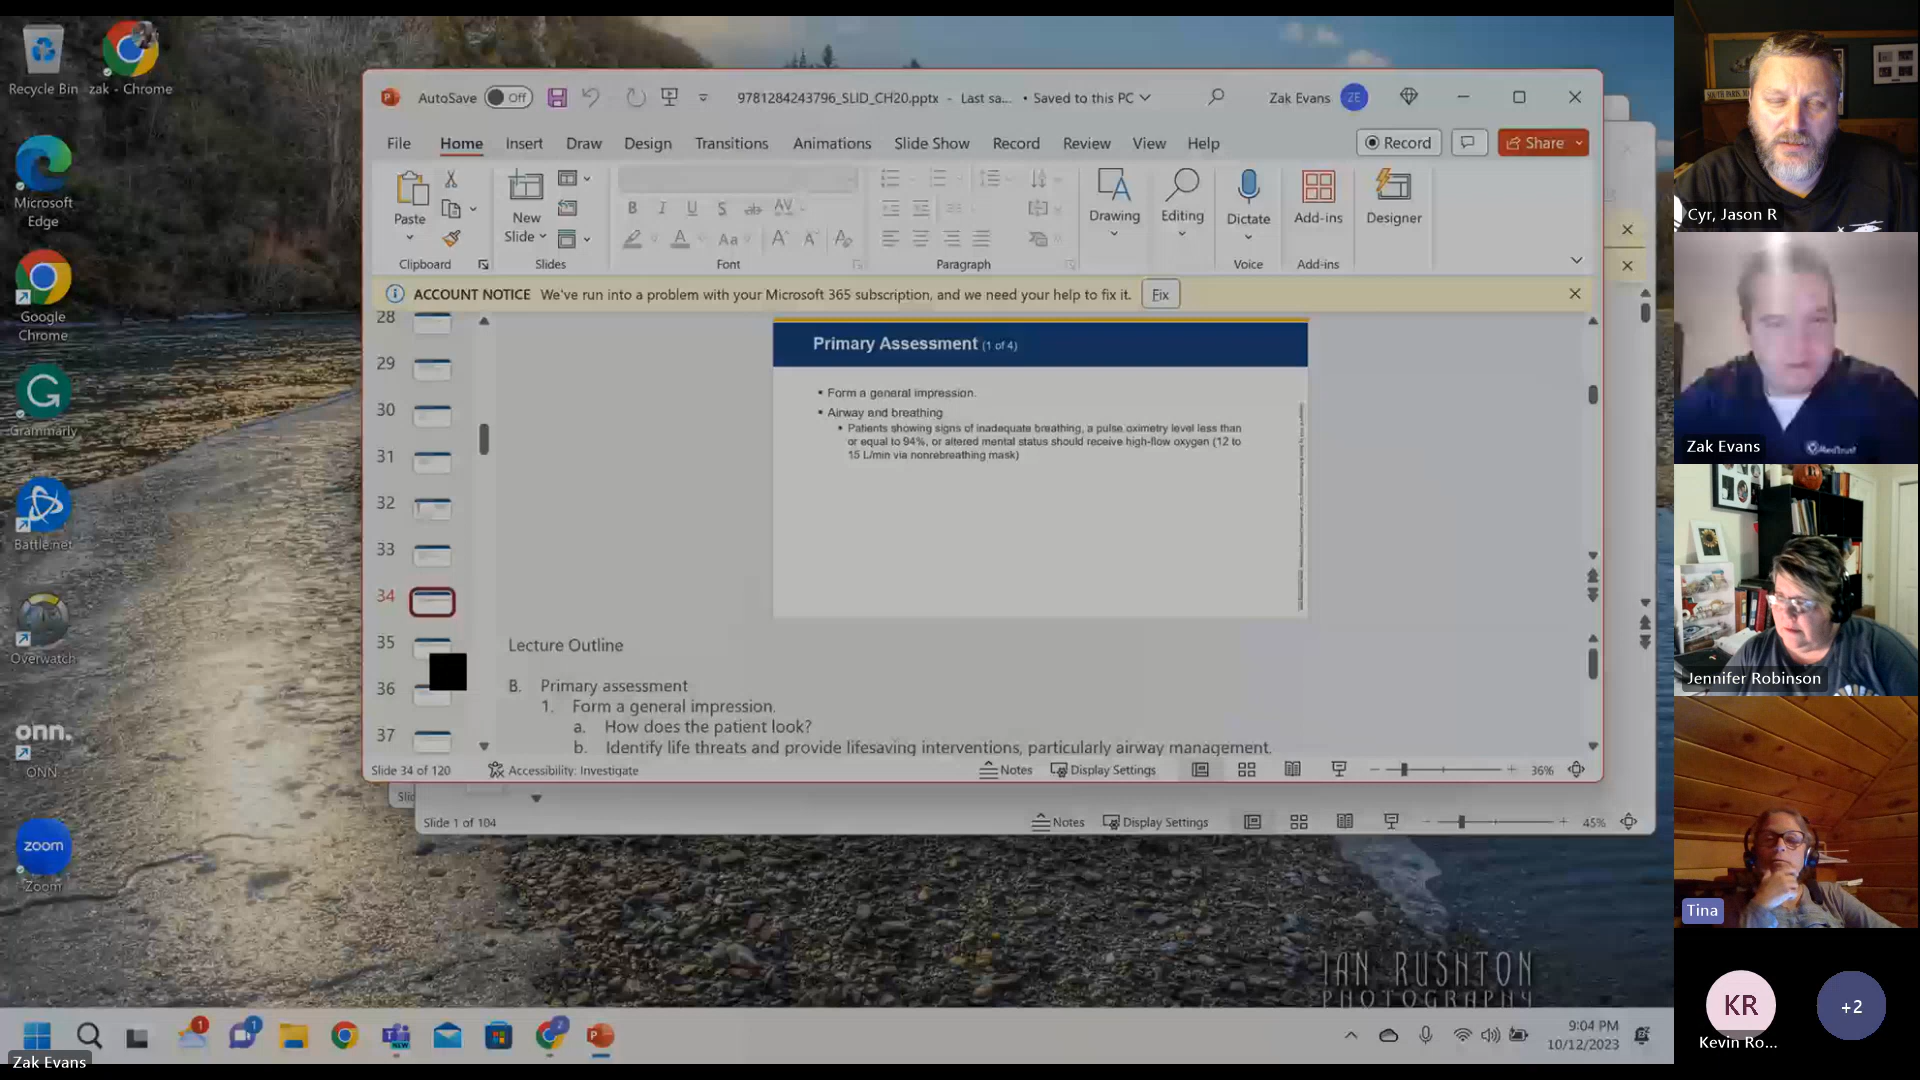 Recycle Bin
zak - Chrome
Microsoft
Edge
Google
Chrome
Grammarly
Battle.net
Overwatch
onn.
ONN
zoom
Zoom
AutoSave Off
9781284243796_SLID_CH20.pptx - Last sa... • Saved to this PC
Zak Evans ZE
File Home Insert Draw Design Transitions Animations Slide Show Record Review View Help
Record
Share
Paste
New
Slide
Drawing
Editing
Dictate
Add-ins
Designer
Clipboard
Slides
Font
Paragraph
Voice
Add-ins
ACCOUNT NOTICE We've run into a problem with your Microsoft 365 subscription, and we need your help to fix it. Fix
28
29
30
31
32
33
34
35
36
37
Primary Assessment (1 of 4)
• Form a general impression.
• Airway and breathing
• Patients showing signs of inadequate breathing, a pulse oximetry level less than
or equal to 94%, or altered mental status should receive high-flow oxygen (12 to
15 L/min via nonrebreathing mask)
Lecture Outline
B. Primary assessment
1. Form a general impression.
a. How does the patient look?
b. Identify life threats and provide lifesaving interventions, particularly airway management.
Slide 34 of 120
Accessibility: Investigate
Notes
Display Settings
36%
Slide 1 of 104
Notes
Display Settings
45%
IAN RUSHTON
PHOTOGRAPHY
9:04 PM
10/12/2023
Zak Evans
Cyr, Jason R
Zak Evans
Jennifer Robinson
Tina
KR
Kevin Ro...
+2